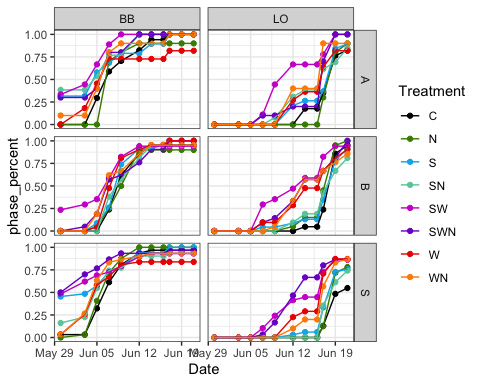 BB LO
1.00
0.75
0.50
0.25
0.00
A
1.00
0.75
0.50
0.25
0.00
B
1.00
0.75
0.50
0.25
0.00
S
phase_percent
May 29 Jun 05 Jun 12 Jun 19 May 29 Jun 05 Jun 12 Jun 19
Date
Treatment
C
N
S
SN
SW
SWN
W
WN